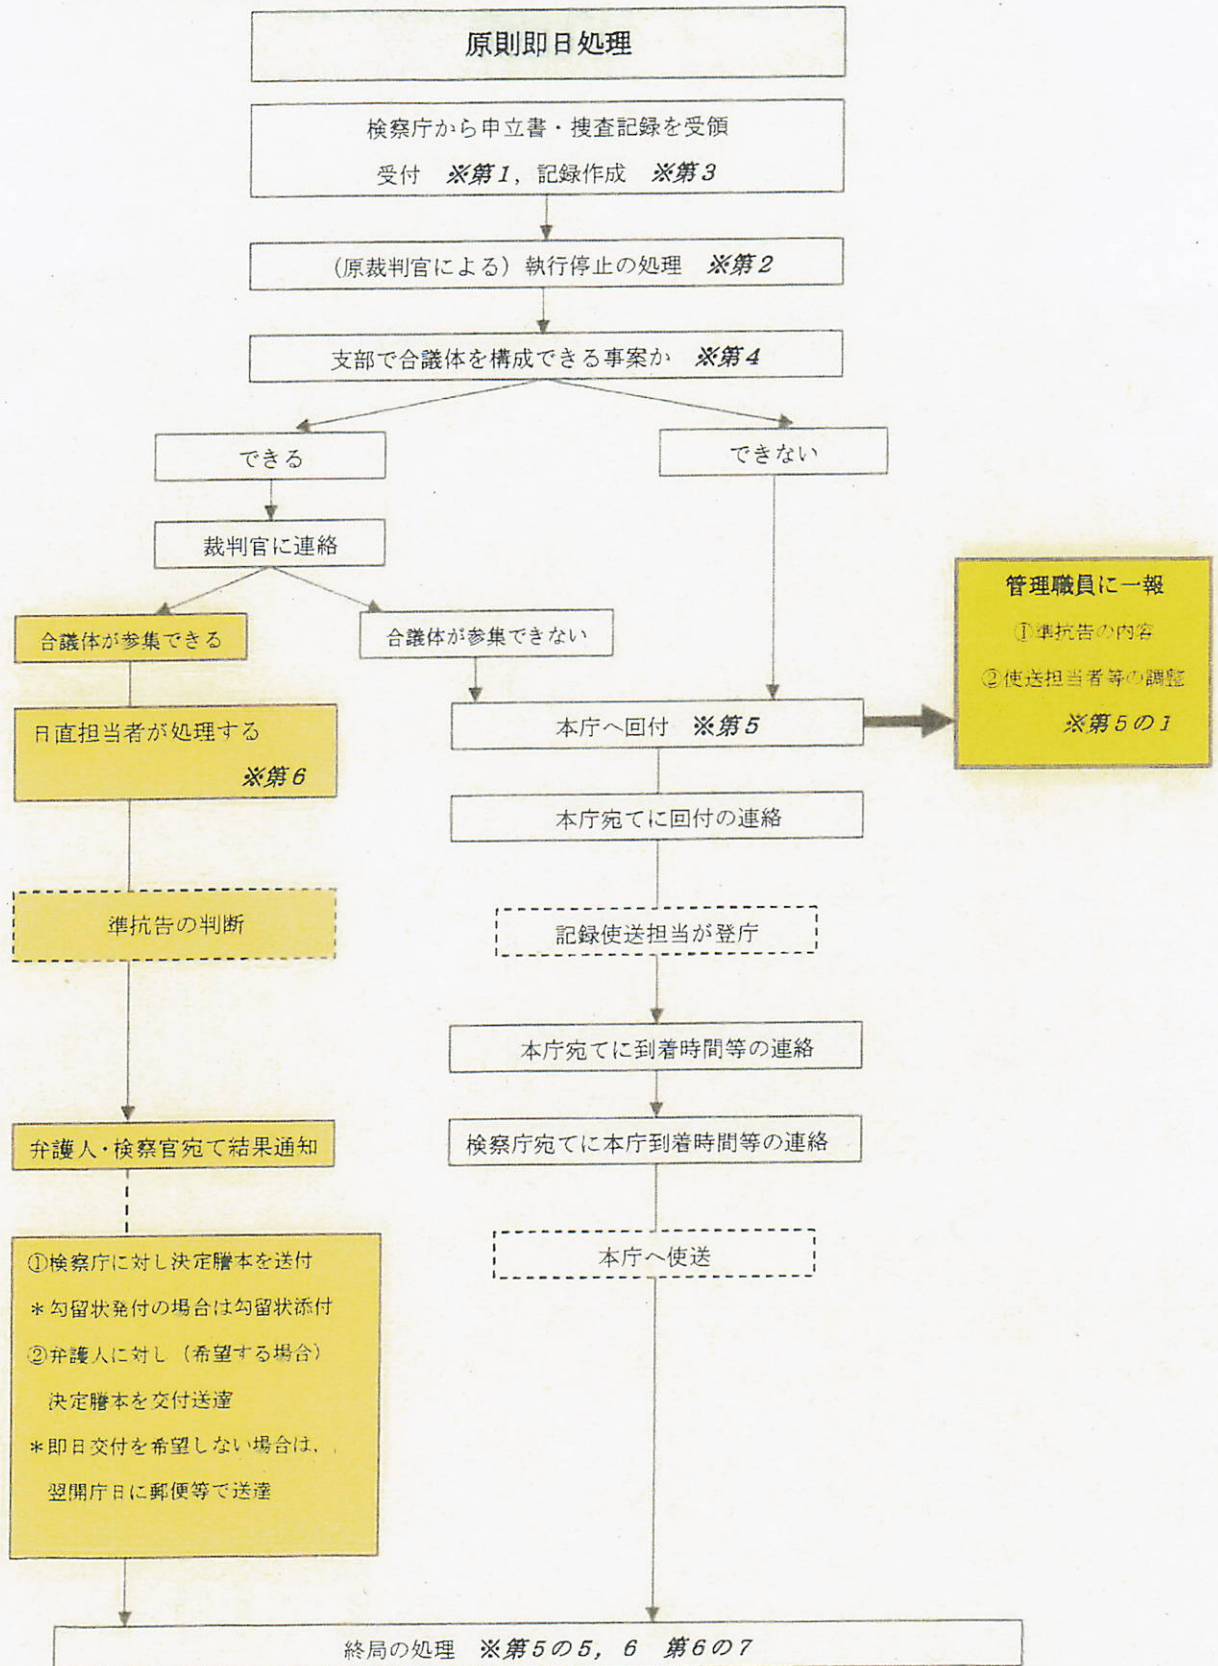 原則即日処理
検察庁から申立書・捜査記録を受領
受付　※第1，記録作成　※第3
（原裁判官による）執行停止の処理　※第2
支部で合議体を構成できる事案か　※第4
できる
できない
裁判官に連絡
合議体が参集できる
合議体が参集できない
管理職員に一報
①準抗告の内容
②使送担当者等の調整
※第5の1
日直担当者が処理する
※第6
本庁へ回付　※第5
本庁宛てに回付の連絡
準抗告の判断
記録使送担当が登庁
本庁宛てに到着時間等の連絡
弁護人・検察官宛て結果通知
検察庁宛てに本庁到着時間等の連絡
①検察庁に対し決定謄本を送付
＊勾留状発付の場合は勾留状添付
②弁護人に対し（希望する場合）
決定謄本を交付送達
＊即日交付を希望しない場合は，
翌開庁日に郵便等で送達
本庁へ使送
終局の処理　※第5の5，6　第6の7